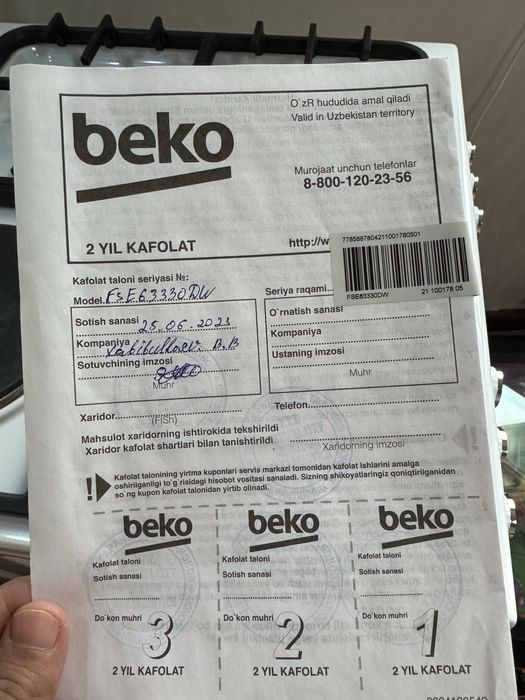 beko
O'zR hududida amal qiladi
Valid in Uzbekistan territory
Murojaat unchun telefonlar
8-800-120-23-56
2 YIL KAFOLAT
http://w
7785887804211001780501
FSE63330DW 21 100178 05
Kafolat taloni seriyasi №:
Model. FSE63330DW
Seriya raqami..
Sotish sanasi 25.06.2023
Kompaniya
Sotuvchining imzosi
Muhr
O'rnatish sanasi
Kompaniya
Ustaning imzosi
Muhr
Xaridor
(FISh)
Telefon
Mahsulot xaridorning ishtirokida tekshirildi
Xaridor kafolat shartlari bilan tanishtirildi
Xaridorning imzosi
! Kafolat talonining yirtma kuponlari servis markazi tomonidan kafolat ishlarini amalga
oshirilganligi to'g'risidagi hisobot vositasi sanaladi. Sizning shikoyatlaringiz qoniqtirilganidan
so'ng kupon kafolat talonidan yirtib olinadi.
beko
Kafolat taloni
Sotish sanasi
Do'kon muhri
3
2 YIL KAFOLAT
beko
Kafolat taloni
Sotish sanasi
Do'kon muhri
2
2 YIL KAFOLAT
beko
Kafolat taloni
Sotish sanasi
Do'kon muhri
1
2 YIL KAFOLAT